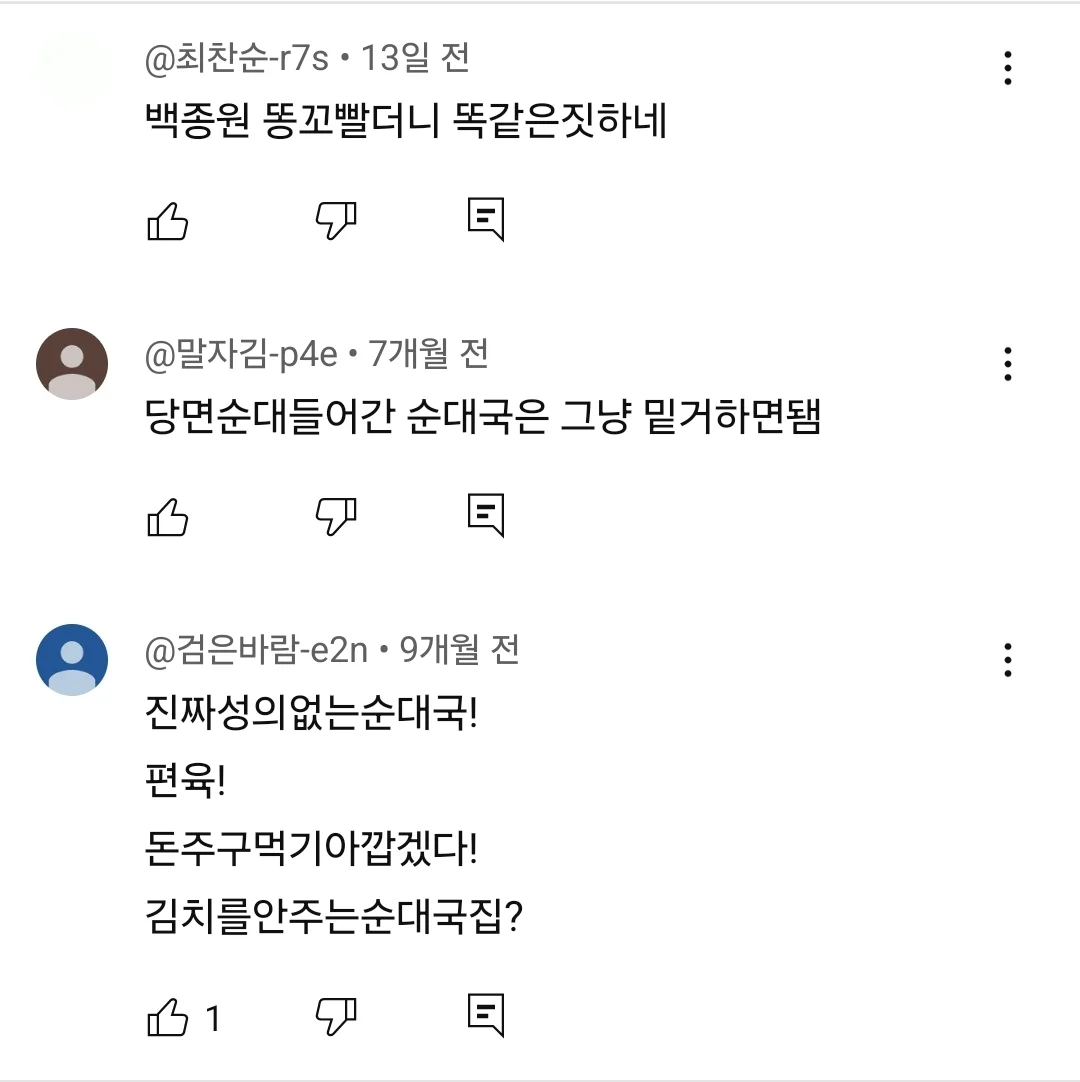 @최찬순-r7s • 13일 전
백종원 똥꼬빨더니 똑같은짓하네
@말자김-p4e • 7개월 전
당면순대들어간 순대국은 그냥 밑거하면됌
@검은바람-e2n • 9개월 전
진짜성의없는순대국!
편육!
돈주구먹기아깝겠다!
김치를안주는순대국집?
1